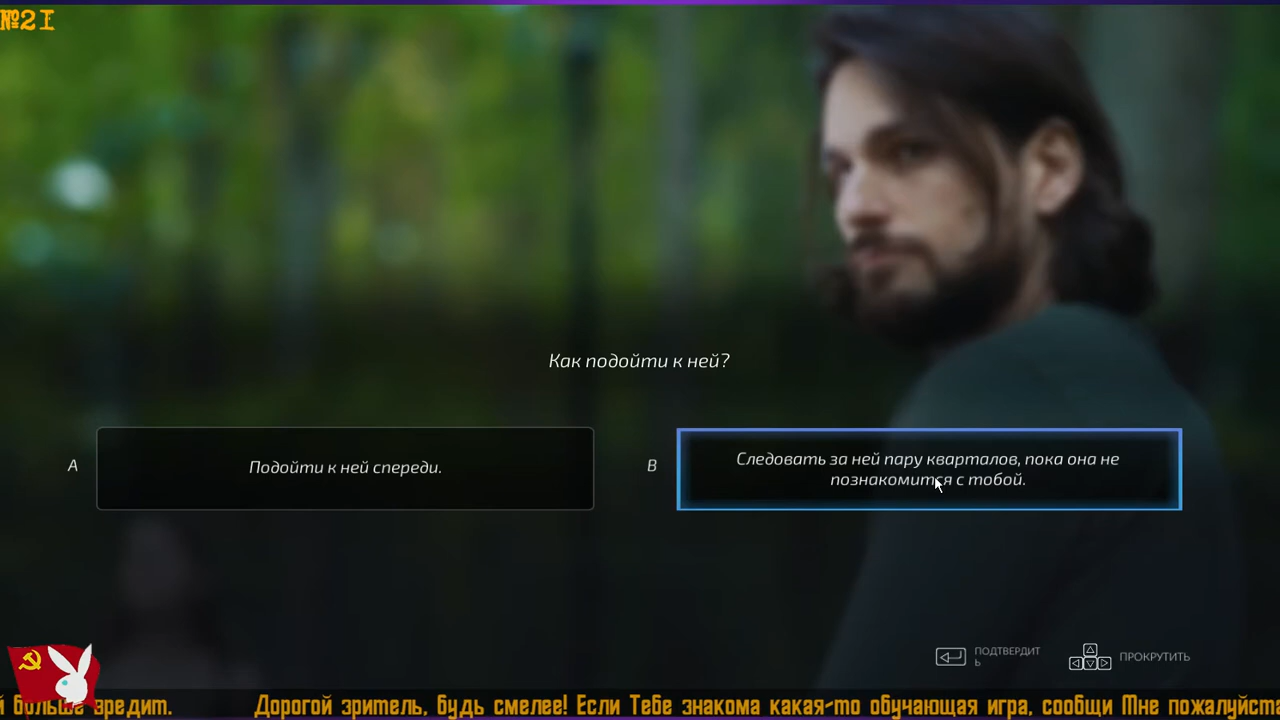 №21
Как подойти к ней?
A
Подойти к ней спереди.
B
Следовать за ней пару кварталов, пока она не
познакомится с тобой.
ПОДТВЕРДИТ
Ь
ПРОКРУТИТЬ
й больше вредит. Дорогой зритель, будь смелее! Если Тебе знакома какая-то обучающая игра, сообщи Мне пожалуйста